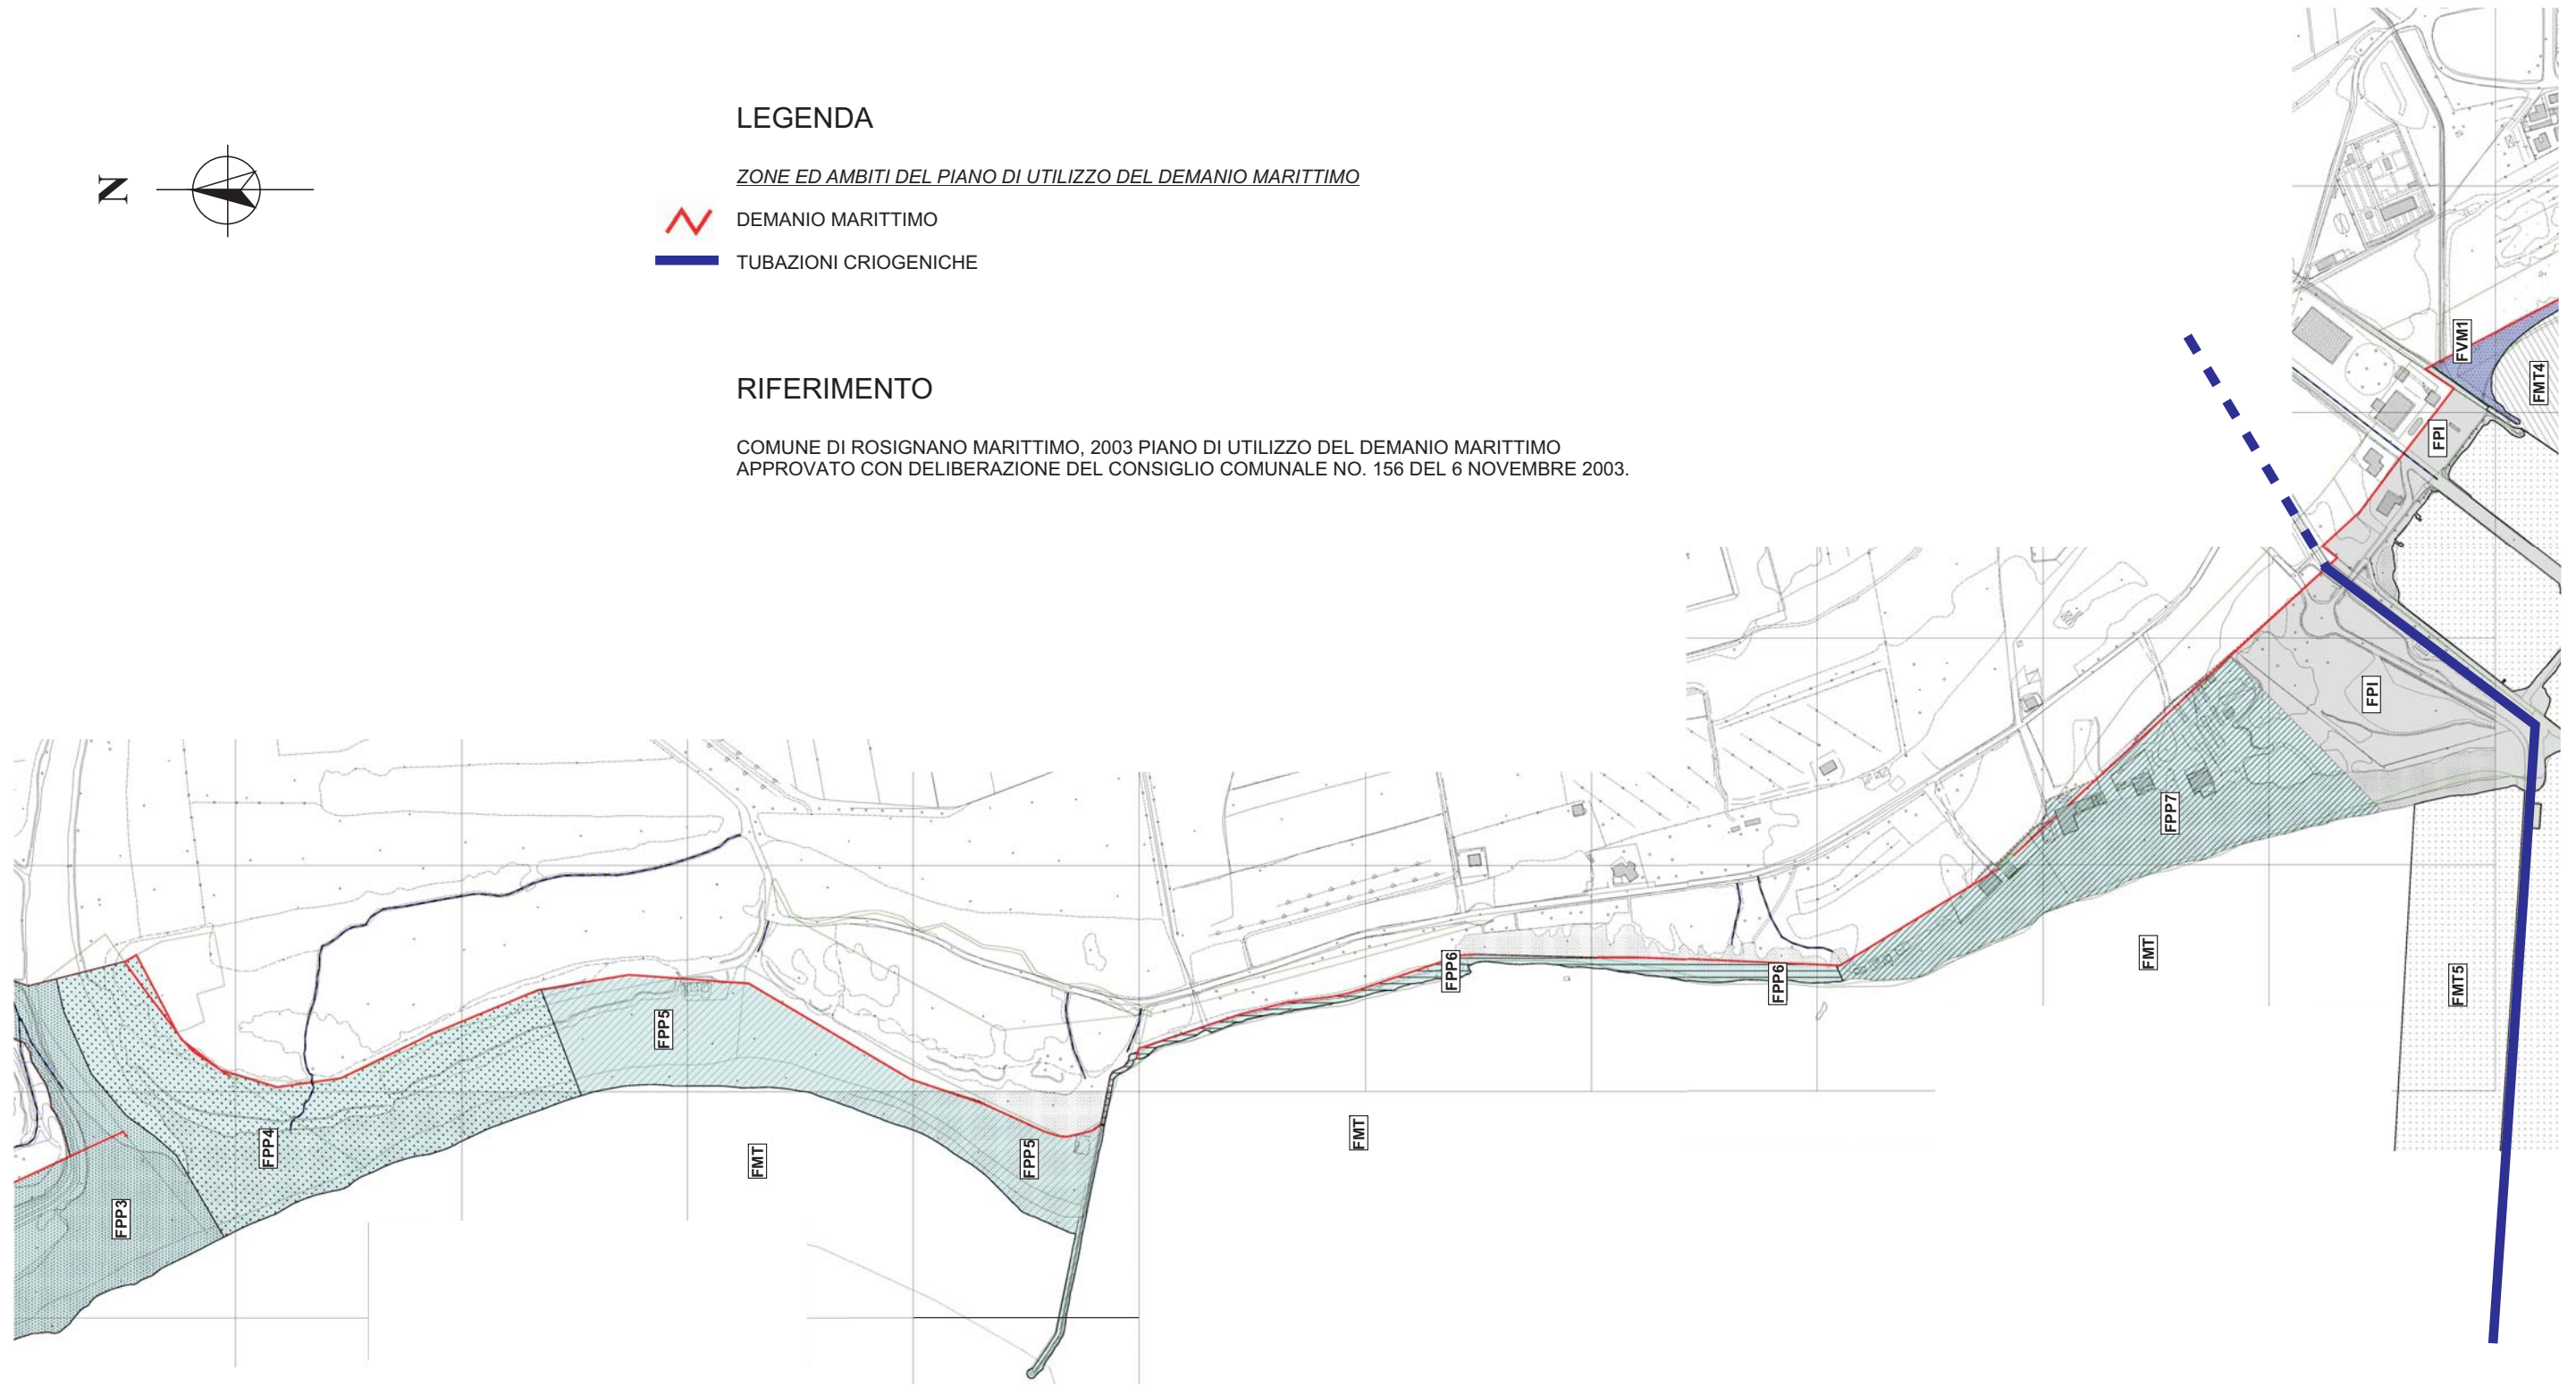 N
LEGENDA
ZONE ED AMBITI DEL PIANO DI UTILIZZO DEL DEMANIO MARITTIMO
DEMANIO MARITTIMO
TUBAZIONI CRIOGENICHE
RIFERIMENTO
COMUNE DI ROSIGNANO MARITTIMO, 2003 PIANO DI UTILIZZO DEL DEMANIO MARITTIMO
APPROVATO CON DELIBERAZIONE DEL CONSIGLIO COMUNALE NO. 156 DEL 6 NOVEMBRE 2003.
FVM1
FMT4
FPI
FPI
FPP7
FMT
FMT5
FPP6
FPP6
FPP5
FMT
FPP4
FMT
FPP5
FPP3